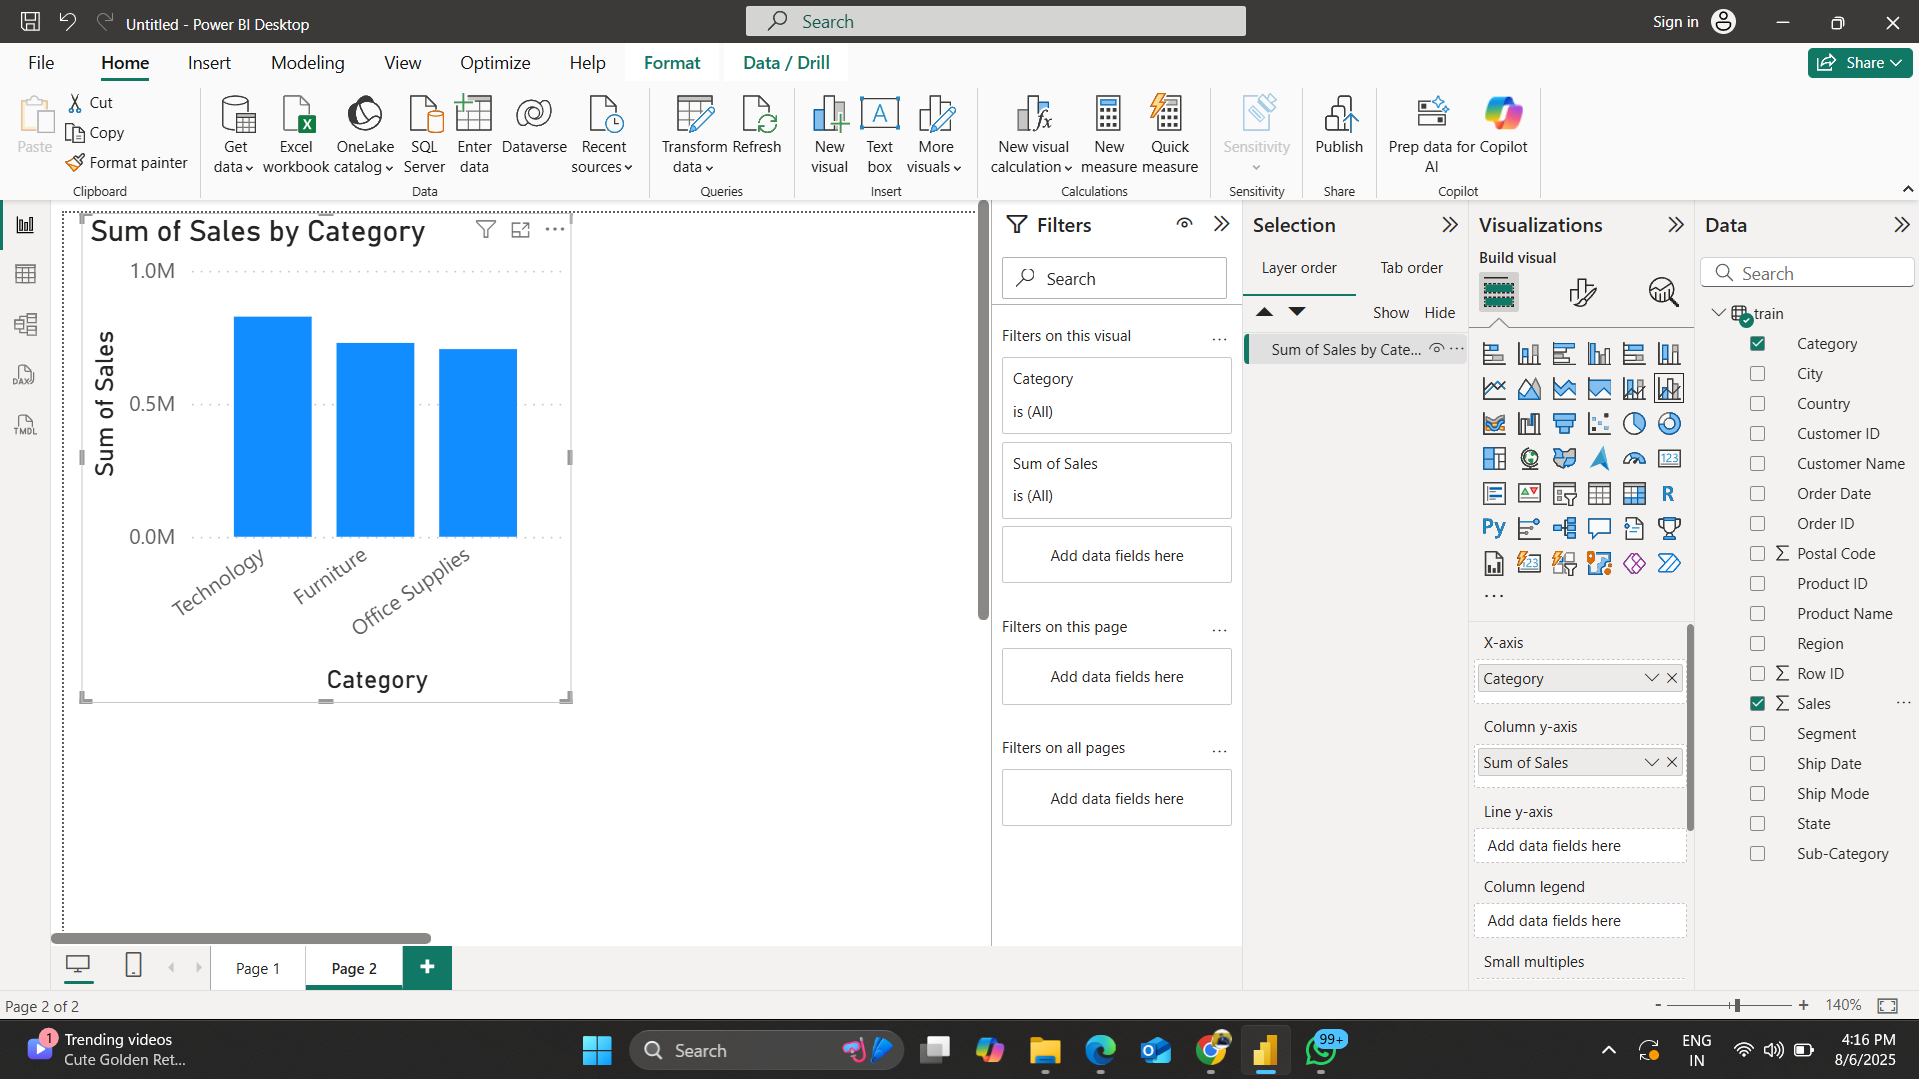 Untitled - Power BI Desktop
Search
Sign in
File
Home
Insert
Modeling
View
Optimize
Help
Format
Data / Drill
Share
Paste
Cut
Copy
Format painter
Clipboard
Get data
Excel workbook
OneLake catalog
SQL Server
Enter data
Dataverse
Recent sources
Data
Transform data
Refresh
Queries
New visual
Text box
More visuals
Insert
New visual calculation
New measure
Quick measure
Calculations
Sensitivity
Sensitivity
Publish
Share
Prep data for AI
Copilot
Copilot
DAX
TMDL
Sum of Sales by Category
1.0M
0.5M
0.0M
Sum of Sales
Technology
Furniture
Office Supplies
Category
Filters
Search
Filters on this visual
Category
is (All)
Sum of Sales
is (All)
Add data fields here
Filters on this page
Add data fields here
Filters on all pages
Add data fields here
Selection
Layer order
Tab order
Show
Hide
Sum of Sales by Cate...
Visualizations
Build visual
123
R
Py
123
X-axis
Category
Column y-axis
Sum of Sales
Line y-axis
Add data fields here
Column legend
Add data fields here
Small multiples
Data
Search
train
Category
City
Country
Customer ID
Customer Name
Order Date
Order ID
Postal Code
Product ID
Product Name
Region
Row ID
Sales
Segment
Ship Date
Ship Mode
State
Sub-Category
Page 1
Page 2
Page 2 of 2
140%
1
Trending videos
Cute Golden Ret...
Search
99+
ENG
IN
4:16 PM
8/6/2025